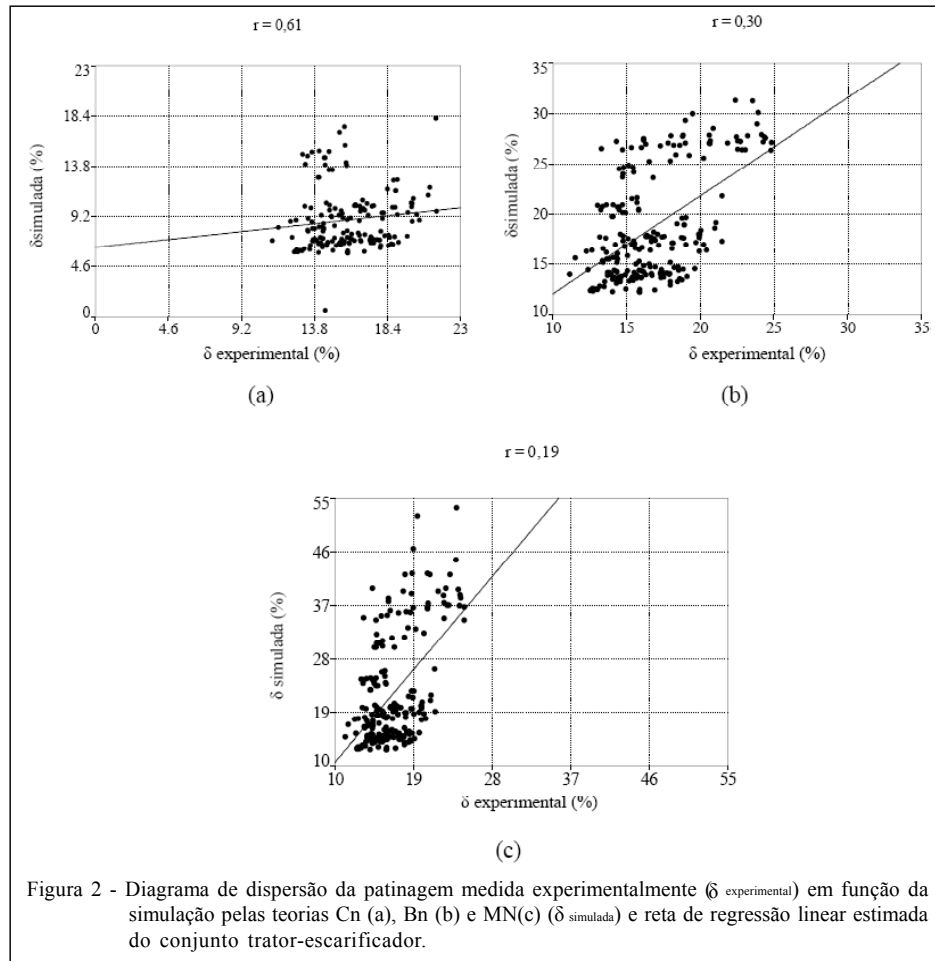 r = 0,61
23
18.4
13.8
9.2
4.6
0
δsimulada (%)
0 4.6 9.2 13.8 18.4 23
δ experimental (%)
(a)
r = 0,30
35
30
25
20
15
10
δsimulada (%)
10 15 20 25 30 35
δ experimental (%)
(b)
r = 0,19
55
46
37
28
19
10
δ simulada (%)
10 19 28 37 46 55
δ experimental (%)
(c)
Figura 2 - Diagrama de dispersão da patinagem medida experimentalmente (δ experimental) em função da
simulação pelas teorias Cn (a), Bn (b) e MN(c) (δ simulada) e reta de regressão linear estimada
do conjunto trator-escarificador.